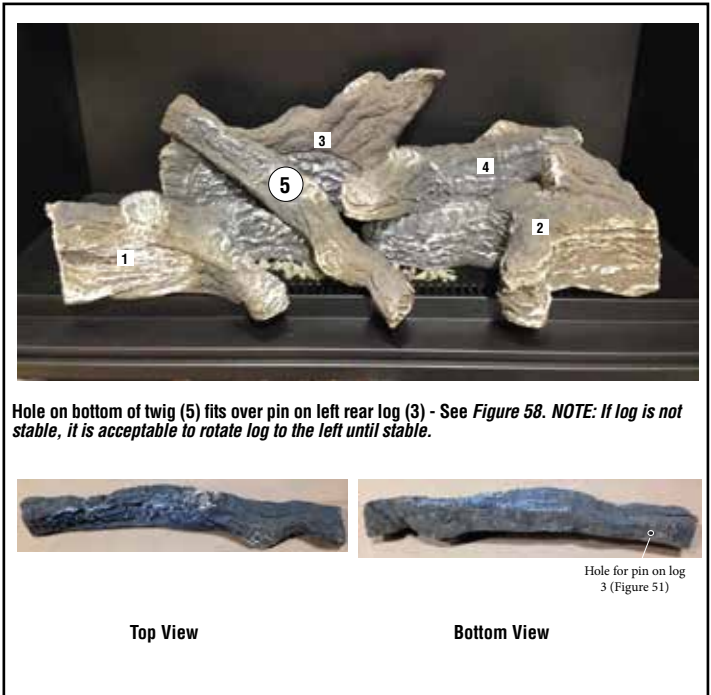 3
4
5
2
1
Hole on bottom of twig (5) fits over pin on left rear log (3) - See Figure 58. NOTE: If log is not
stable, it is acceptable to rotate log to the left until stable.
Hole for pin on log
3 (Figure 51)
Top View
Bottom View